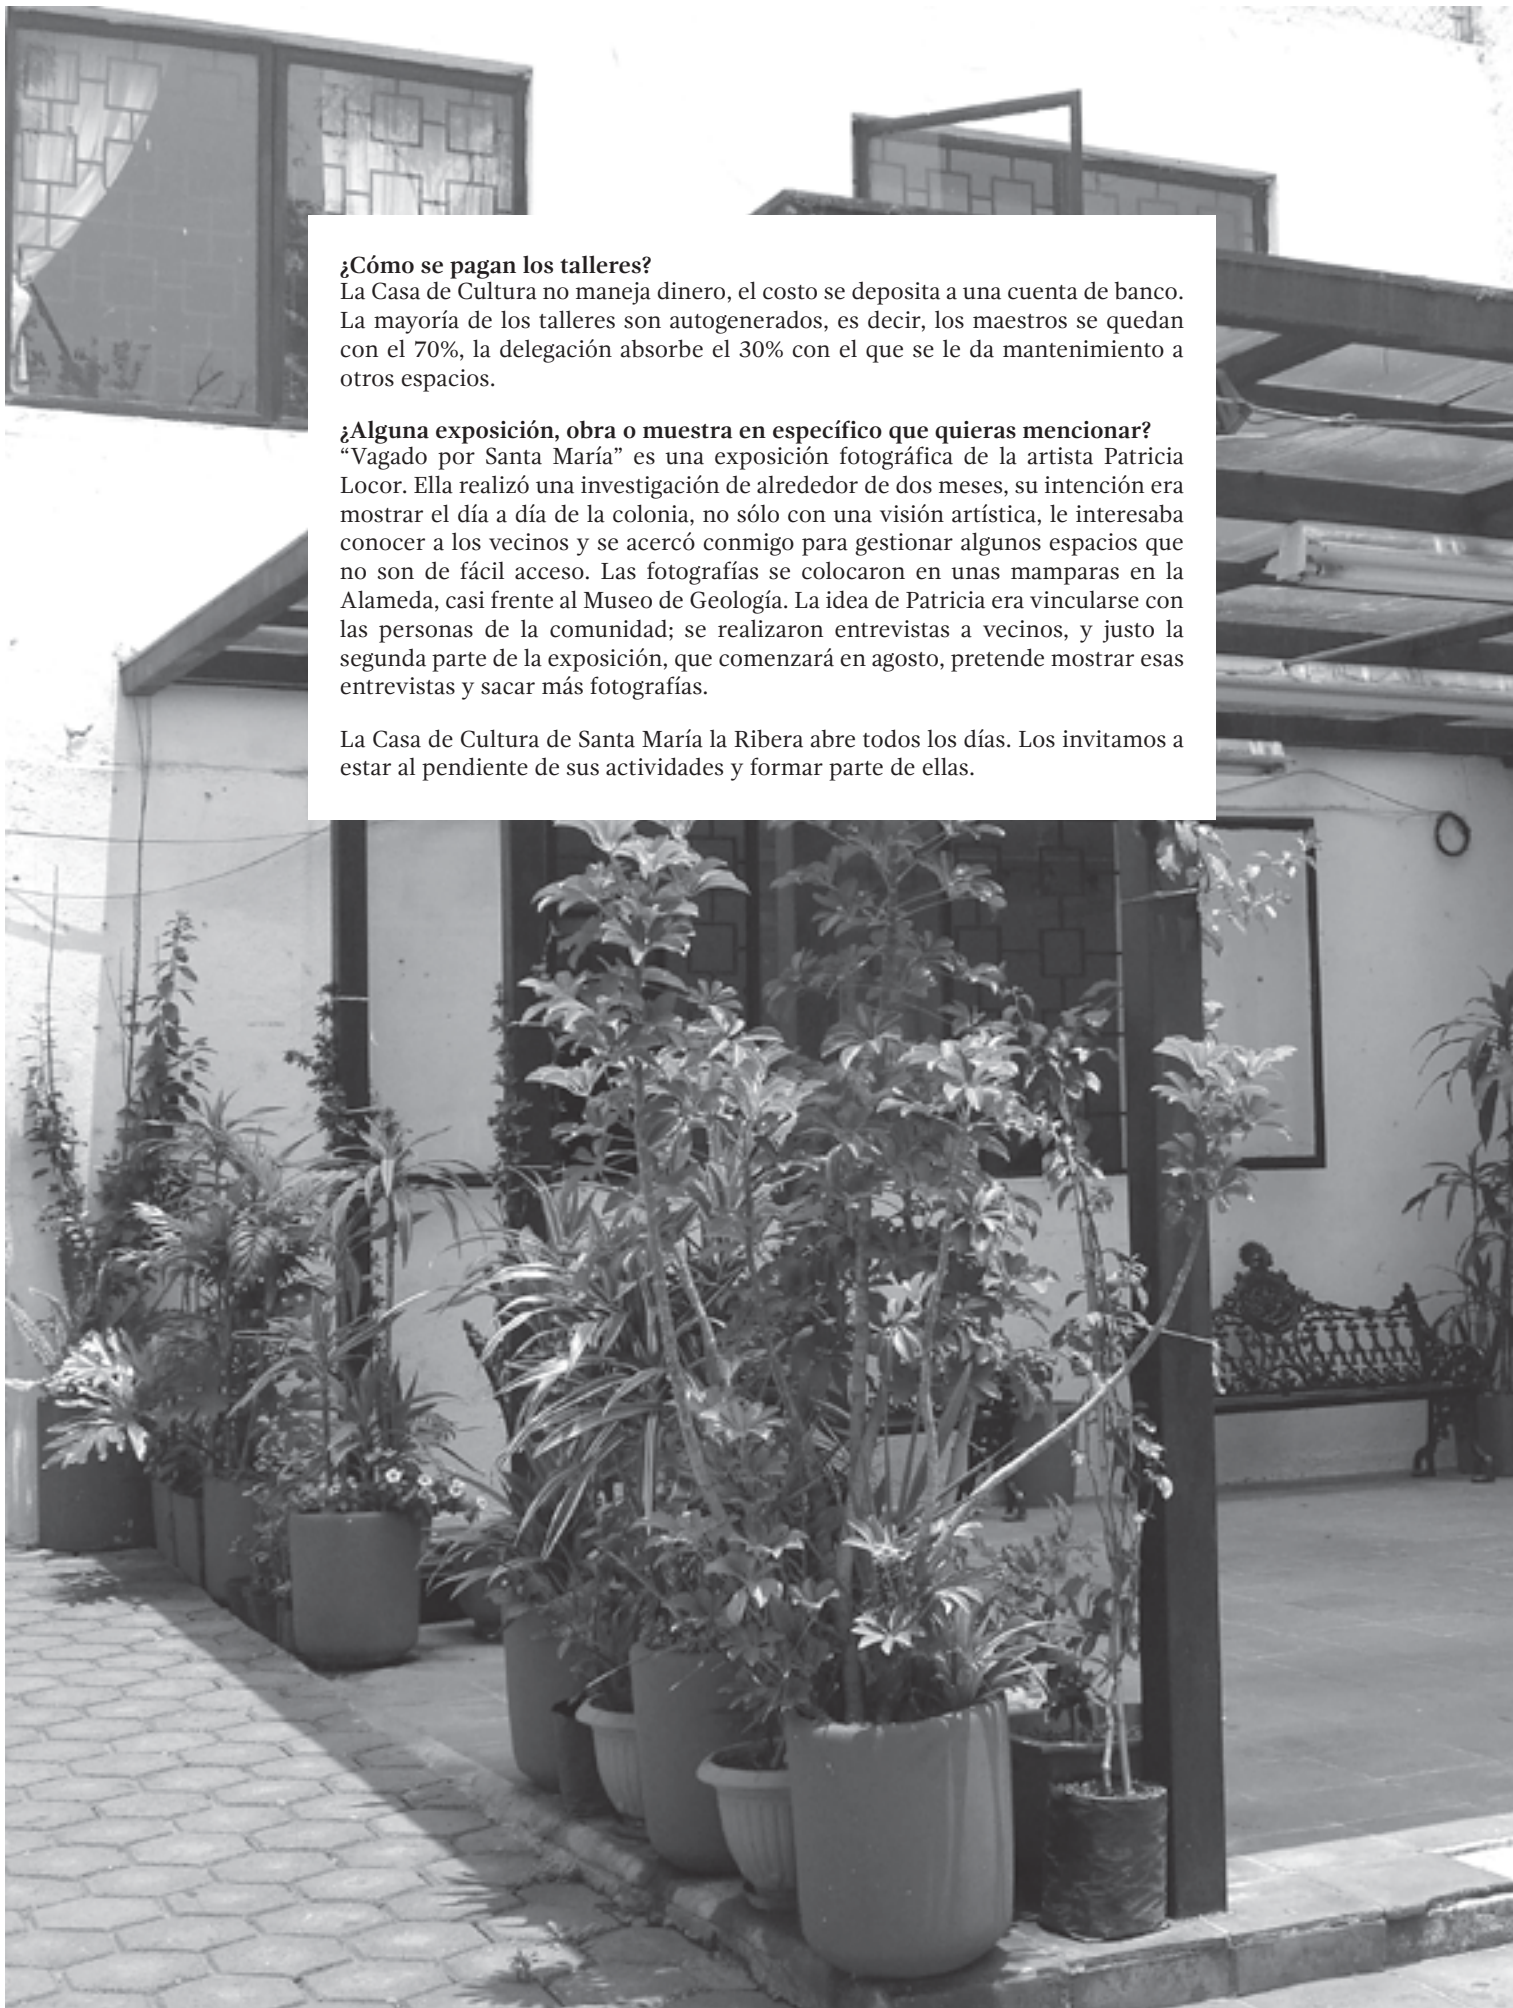 ¿Cómo se pagan los talleres?
La Casa de Cultura no maneja dinero, el costo se deposita a una cuenta de banco.
La mayoría de los talleres son autogenerados, es decir, los maestros se quedan
con el 70%, la delegación absorbe el 30% con el que se le da mantenimiento a
otros espacios.
¿Alguna exposición, obra o muestra en específico que quieras mencionar?
“Vagado por Santa María” es una exposición fotográfica de la artista Patricia
Locor. Ella realizó una investigación de alrededor de dos meses, su intención era
mostrar el día a día de la colonia, no sólo con una visión artística, le interesaba
conocer a los vecinos y se acercó conmigo para gestionar algunos espacios que
no son de fácil acceso. Las fotografías se colocaron en unas mamparas en la
Alameda, casi frente al Museo de Geología. La idea de Patricia era vincularse con
las personas de la comunidad; se realizaron entrevistas a vecinos, y justo la
segunda parte de la exposición, que comenzará en agosto, pretende mostrar esas
entrevistas y sacar más fotografías.
La Casa de Cultura de Santa María la Ribera abre todos los días. Los invitamos a
estar al pendiente de sus actividades y formar parte de ellas.